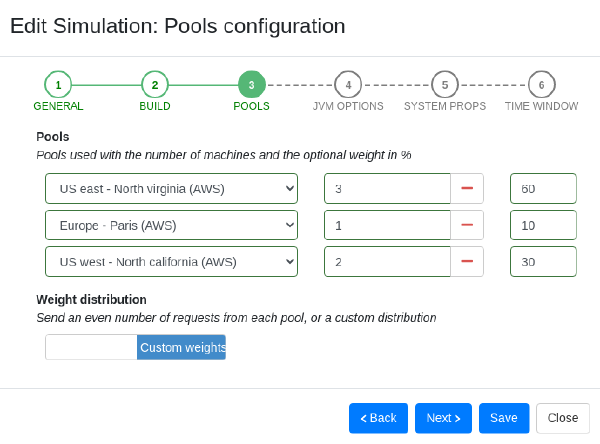 Edit Simulation: Pools configuration
1 2 3 4 5 6
GENERAL BUILD POOLS JVM OPTIONS SYSTEM PROPS TIME WINDOW
Pools
Pools used with the number of machines and the optional weight in %
US east - North virginia (AWS) 3 60
Europe - Paris (AWS) 1 10
US west - North california (AWS) 2 30
Weight distribution
Send an even number of requests from each pool, or a custom distribution
Custom weights
Back Next Save Close